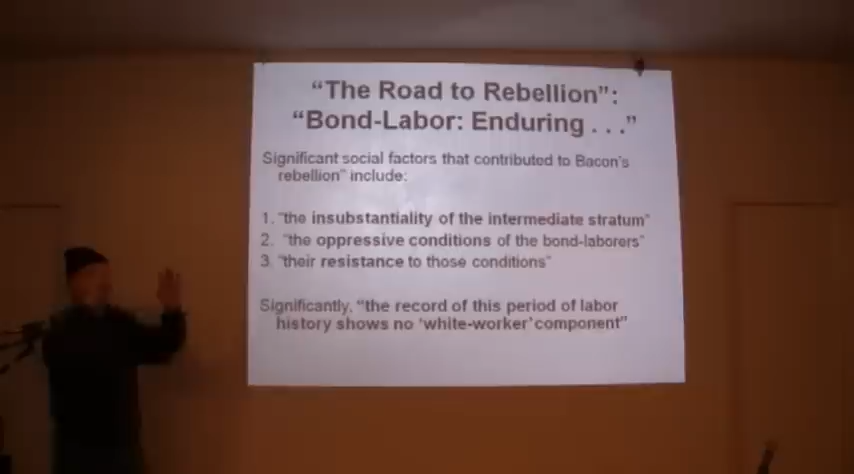 “The Road to Rebellion”:
“Bond-Labor: Enduring . . .”
Significant social factors that contributed to Bacon’s
rebellion” include:
1. “the insubstantiality of the intermediate stratum”
2. “the oppressive conditions of the bond-laborers”
3 “their resistance to those conditions”
Significantly, “the record of this period of labor
history shows no ‘white-worker’ component”